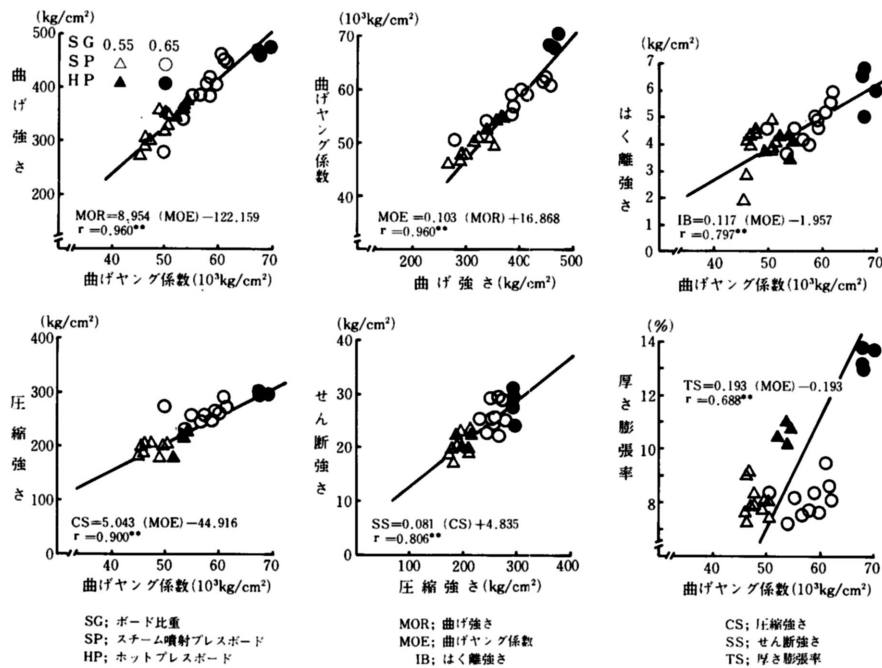 (kg/cm²)
500
400
300
200
SG 0.55 0.65
SP △ ○
HP ▲ ●
曲げ強さ
MOR=8,954 (MOE)−122.159
r=0.960**
40 50 60 70
曲げヤング係数(10³kg/cm²)
(10³kg/cm²)
70
60
50
40
曲げヤング係数
MOE=0.103 (MOR)+16.868
r=0.960**
200 300 400 500
曲げ強さ(kg/cm²)
(kg/cm²)
7
6
5
4
3
2
1
0
はく離強さ
IB=0.117 (MOE)−1.957
r=0.797**
40 50 60 70
曲げヤング係数(10³kg/cm²)
(kg/cm²)
400
300
200
100
0
圧縮強さ
CS=5.043 (MOE)−44.916
r=0.900**
40 50 60 70
曲げヤング係数(10³kg/cm²)
(kg/cm²)
40
30
20
10
0
せん断強さ
SS=0.081 (CS)+4.835
r=0.806**
100 200 300 400
圧縮強さ(kg/cm²)
(%)
14
12
10
8
厚さ膨張率
TS=0.193 (MOE)−0.193
r=0.688**
40 50 60 70
曲げヤング係数(10³kg/cm²)
SG; ボード比重
SP; スチーム噴射プレスボード
HP; ホットプレスボード
MOR; 曲げ強さ
MOE; 曲げヤング係数
IB; はく離強さ
CS; 圧縮強さ
SS; せん断強さ
TS; 厚さ膨張率